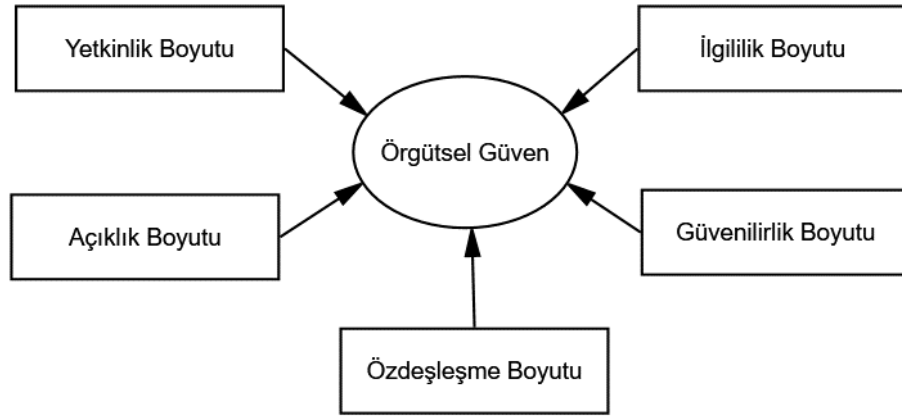 Yetkinlik Boyutu
İlgililik Boyutu
Örgütsel Güven
Açıklık Boyutu
Güvenilirlik Boyutu
Özdeşleşme Boyutu